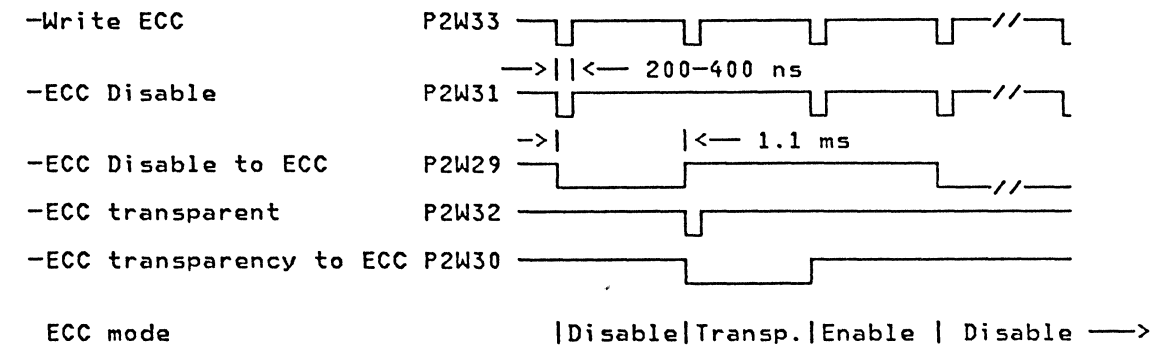 -Write ECC P2W33
->||<- 200-400 ns
-ECC Disable P2W31
->| |<- 1.1 ms
-ECC Disable to ECC P2W29
-ECC transparent P2W32
-ECC transparency to ECC P2W30
ECC mode |Disable|Transp.|Enable | Disable ->